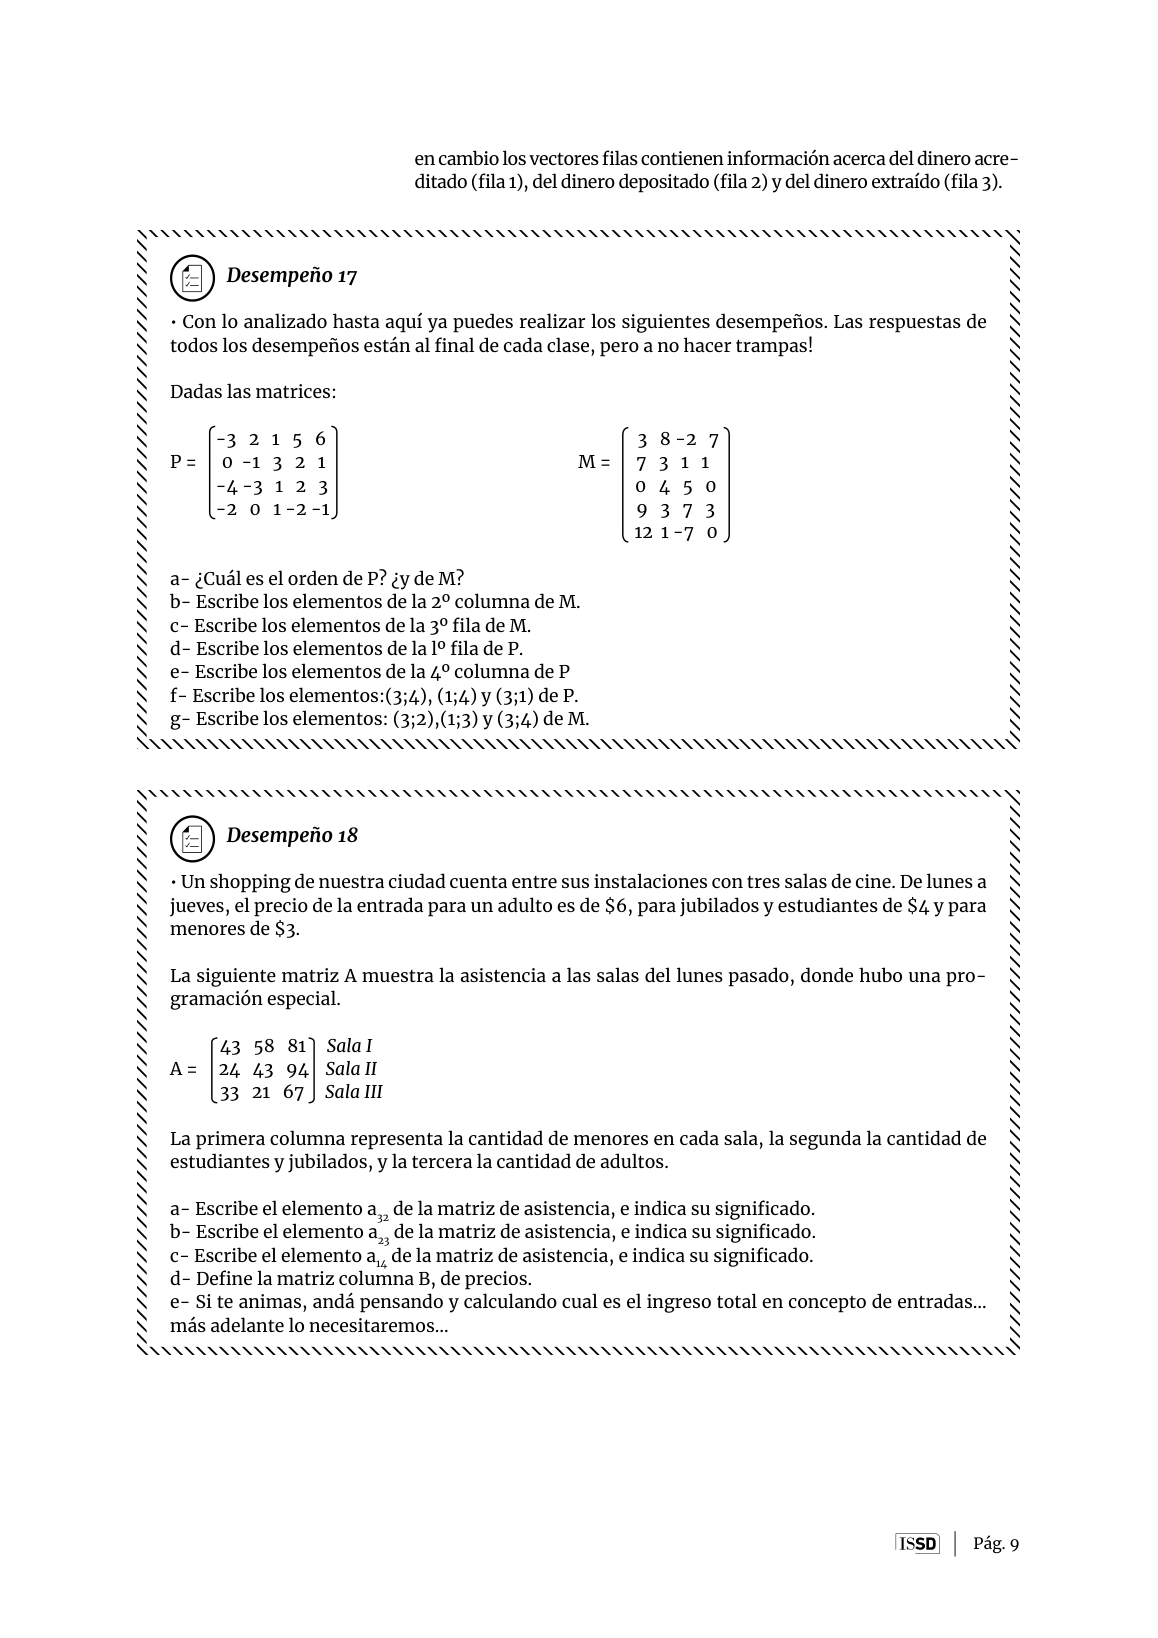 en cambio los vectores filas contienen información acerca del dinero acre-
ditado (fila 1), del dinero depositado (fila 2) y del dinero extraído (fila 3).
Desempeño 17
• Con lo analizado hasta aquí ya puedes realizar los siguientes desempeños. Las respuestas de
todos los desempeños están al final de cada clase, pero a no hacer trampas!
Dadas las matrices:
P =
-3 2 1 5 6
0 -1 3 2 1
-4 -3 1 2 3
-2 0 1 -2 -1
M =
3 8 -2 7
7 3 1 1
0 4 5 0
9 3 7 3
12 1 -7 0
a- ¿Cuál es el orden de P? ¿y de M?
b- Escribe los elementos de la 2º columna de M.
c- Escribe los elementos de la 3º fila de M.
d- Escribe los elementos de la lº fila de P.
e- Escribe los elementos de la 4º columna de P
f- Escribe los elementos:(3;4), (1;4) y (3;1) de P.
g- Escribe los elementos: (3;2),(1;3) y (3;4) de M.
Desempeño 18
• Un shopping de nuestra ciudad cuenta entre sus instalaciones con tres salas de cine. De lunes a
jueves, el precio de la entrada para un adulto es de $6, para jubilados y estudiantes de $4 y para
menores de $3.
La siguiente matriz A muestra la asistencia a las salas del lunes pasado, donde hubo una pro-
gramación especial.
A =
43 58 81 Sala I
24 43 94 Sala II
33 21 67 Sala III
La primera columna representa la cantidad de menores en cada sala, la segunda la cantidad de
estudiantes y jubilados, y la tercera la cantidad de adultos.
a- Escribe el elemento a32 de la matriz de asistencia, e indica su significado.
b- Escribe el elemento a23 de la matriz de asistencia, e indica su significado.
c- Escribe el elemento a14 de la matriz de asistencia, e indica su significado.
d- Define la matriz columna B, de precios.
e- Si te animas, andá pensando y calculando cual es el ingreso total en concepto de entradas...
más adelante lo necesitaremos...
ISSD Pág. 9